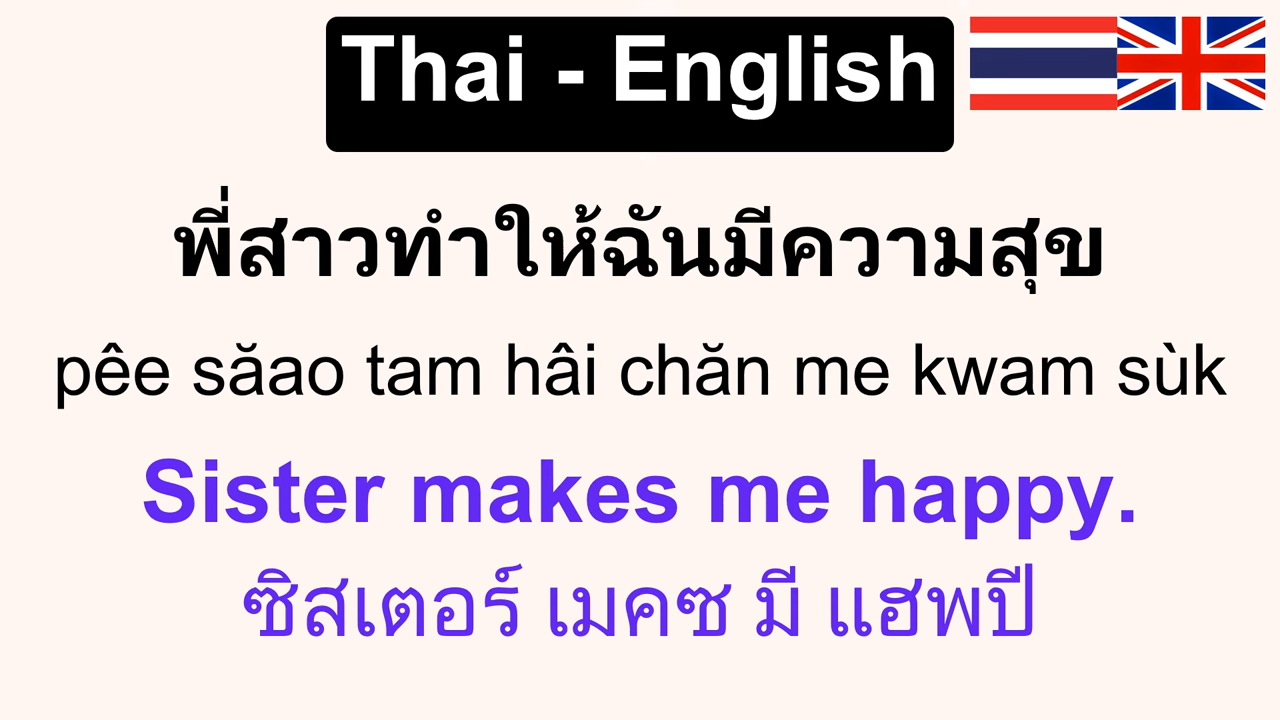 Thai - English
พี่สาวทำให้ฉันมีความสุข
pêe săao tam hâi chăn me kwam sùk
Sister makes me happy.
ซิสเตอร์ เมคซ มี แฮพปี